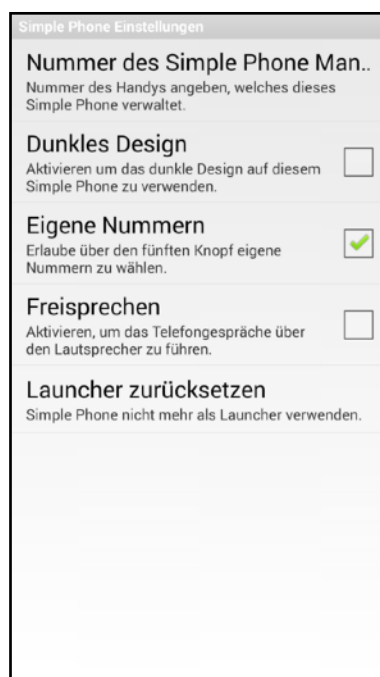 Simple Phone Einstellungen
Nummer des Simple Phone Man..
Nummer des Handys angeben, welches dieses
Simple Phone verwaltet.
Dunkles Design
Aktivieren um das dunkle Design auf diesem
Simple Phone zu verwenden.
Eigene Nummern
Erlaube über den fünften Knopf eigene
Nummern zu wählen.
Freisprechen
Aktivieren, um das Telefongespräche über
den Lautsprecher zu führen.
Launcher zurücksetzen
Simple Phone nicht mehr als Launcher verwenden.